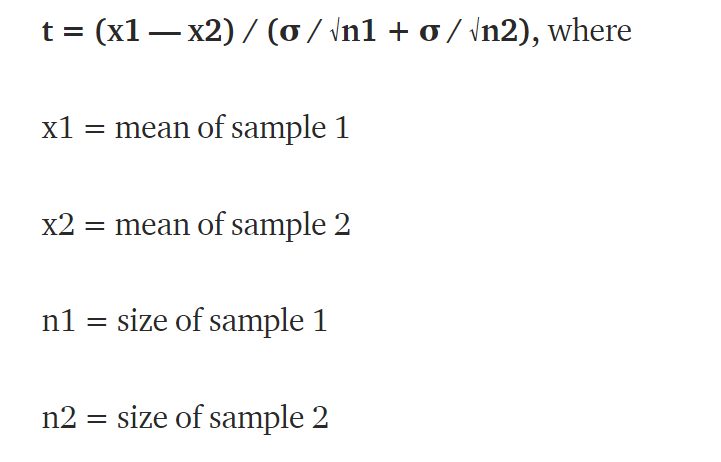 t = (x1 — x2) / (σ / √n1 + σ / √n2), where
x1 = mean of sample 1
x2 = mean of sample 2
n1 = size of sample 1
n2 = size of sample 2